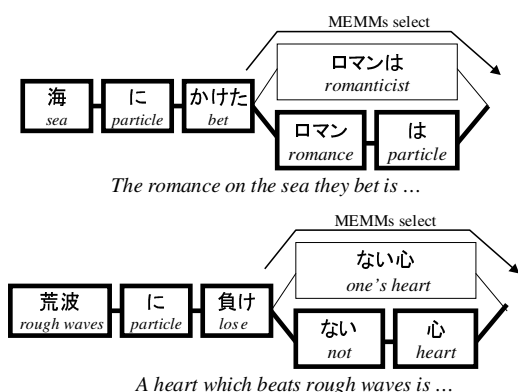 MEMMs select
ロマンは
romanticist
海 に かけた
sea particle bet
ロマン は
romance particle
The romance on the sea they bet is …
MEMMs select
ない心
one's heart
荒波 に 負け
rough waves particle lose
ない 心
not heart
A heart which beats rough waves is …